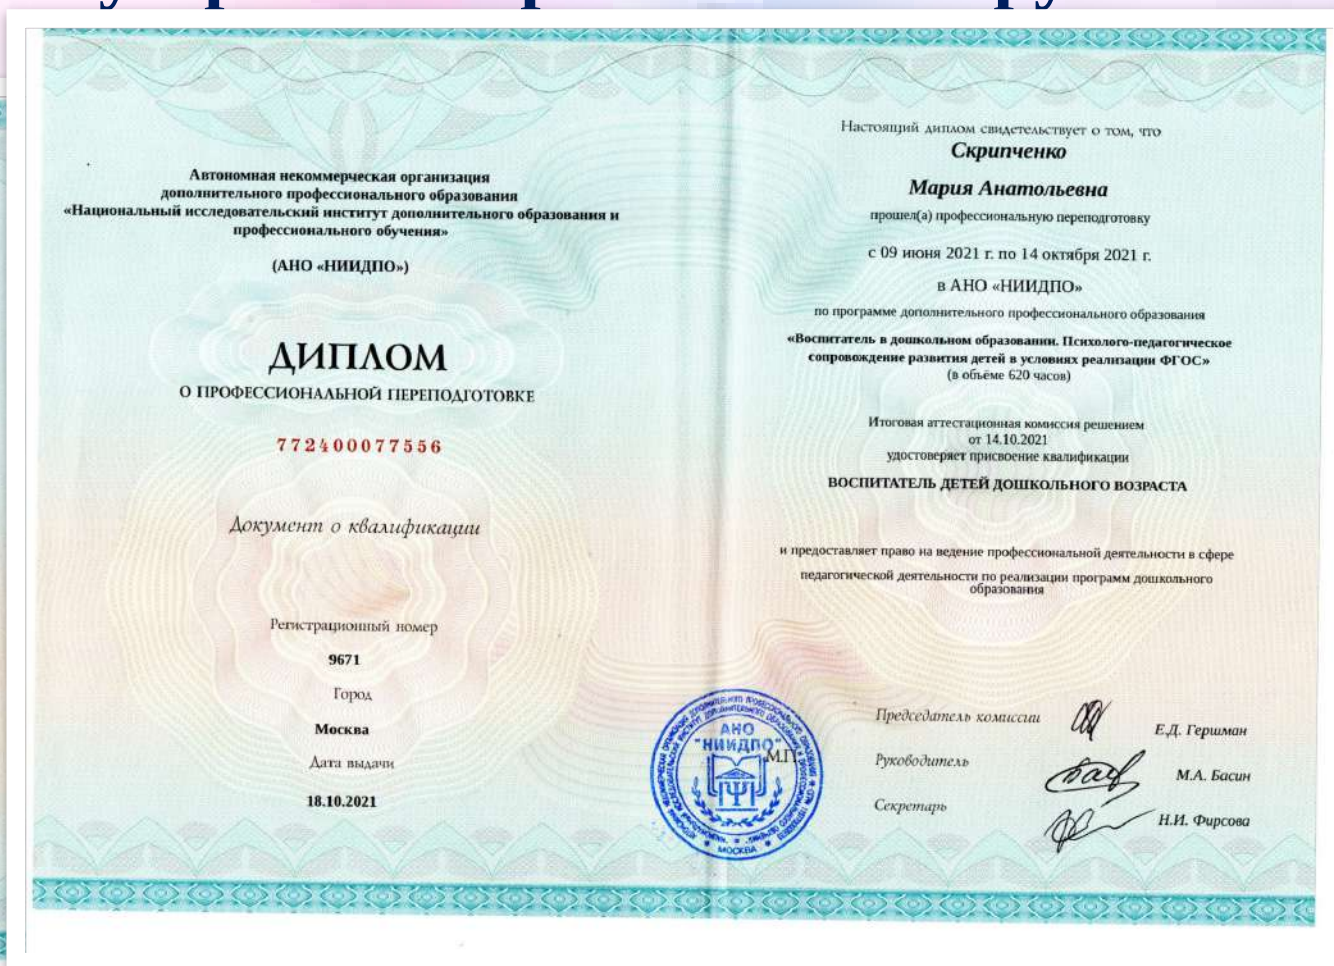 Автономная некоммерческая организация
дополнительного профессионального образования
«Национальный исследовательский институт дополнительного образования и
профессионального обучения»
(АНО «НИИДПО»)
ДИПЛОМ
О ПРОФЕССИОНАЛЬНОЙ ПЕРЕПОДГОТОВКЕ
772400077556
Документ о квалификации
Регистрационный номер
9671
Город
Москва
Дата выдачи
18.10.2021
Настоящий диплом свидетельствует о том, что
Скрипченко
Мария Анатольевна
прошел(а) профессиональную переподготовку
с 09 июня 2021 г. по 14 октября 2021 г.
в АНО «НИИДПО»
по программе дополнительного профессионального образования
«Воспитатель в дошкольном образовании. Психолого-педагогическое
сопровождение развития детей в условиях реализации ФГОС»
(в объёме 620 часов)
Итоговая аттестационная комиссия решением
от 14.10.2021
удостоверяет присвоение квалификации
ВОСПИТАТЕЛЬ ДЕТЕЙ ДОШКОЛЬНОГО ВОЗРАСТА
и предоставляет право на ведение профессиональной деятельности в сфере
педагогической деятельности по реализации программ дошкольного
образования
Председатель комиссии
Е.Д. Гершман
Руководитель
М.А. Басин
Секретарь
Н.И. Фирсова
АНО
"НИИДПО"
М.П.
МОСКВА